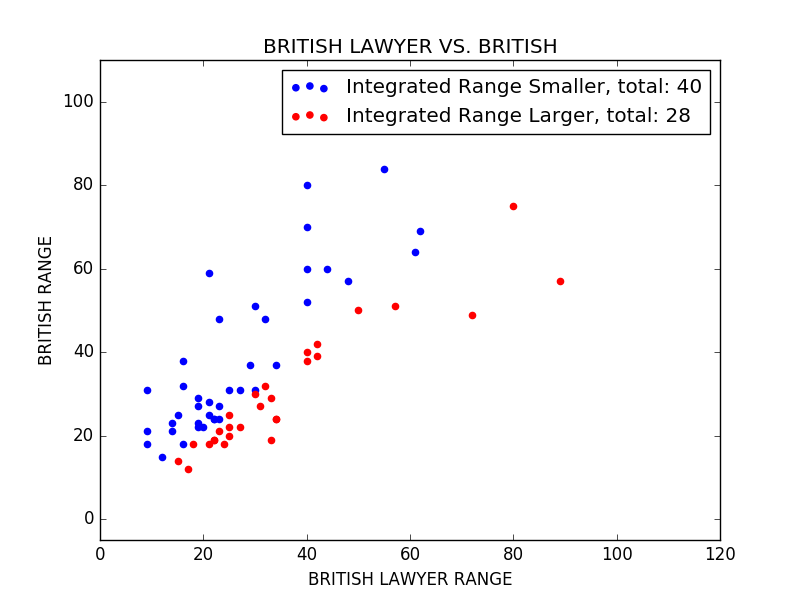 BRITISH LAWYER VS. BRITISH
Integrated Range Smaller, total: 40
Integrated Range Larger, total: 28
100
80
60
40
20
0
BRITISH RANGE
0 20 40 60 80 100 120
BRITISH LAWYER RANGE